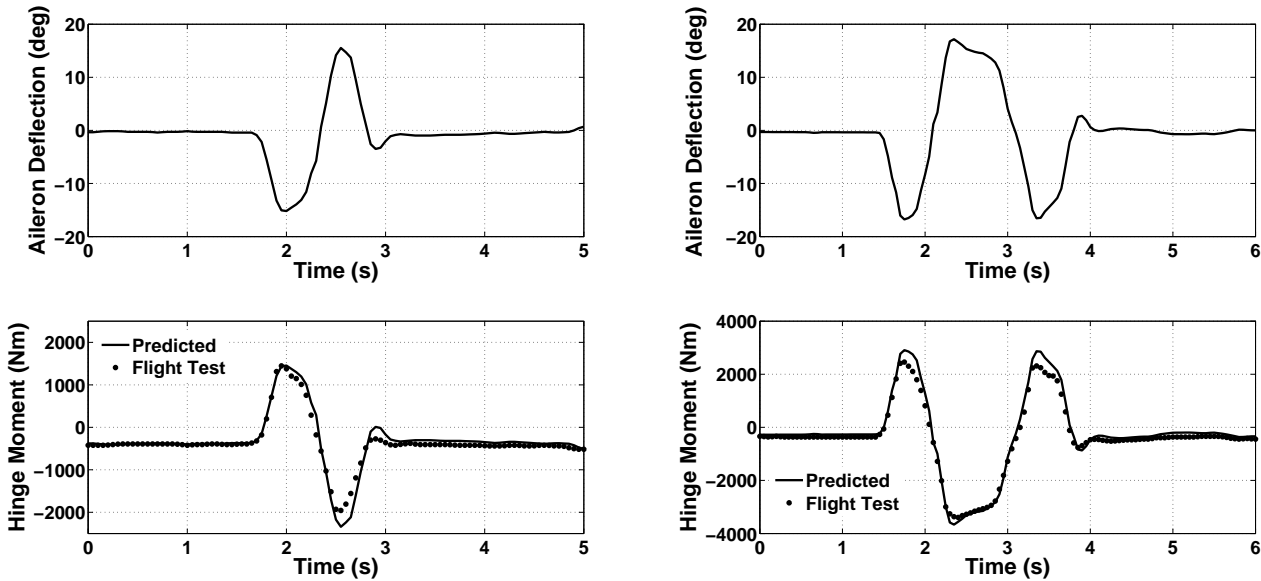 Aileron Deflection (deg)
20
10
0
−10
−20
0 1 2 3 4 5
Time (s)
Aileron Deflection (deg)
20
10
0
−10
−20
0 1 2 3 4 5 6
Time (s)
Hinge Moment (Nm)
2000
1000
0
−1000
−2000
Predicted
Flight Test
0 1 2 3 4 5
Time (s)
Hinge Moment (Nm)
4000
2000
0
−2000
−4000
Predicted
Flight Test
0 1 2 3 4 5 6
Time (s)